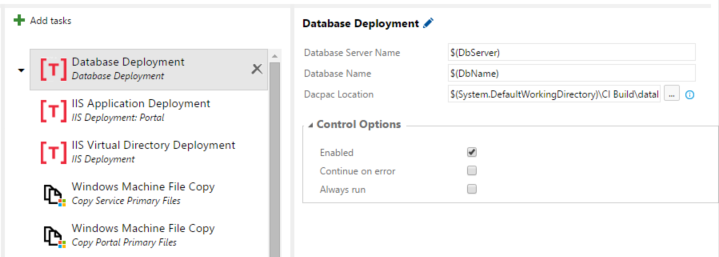 Add tasks
Database Deployment
Database Deployment
IIS Application Deployment
IIS Deployment: Portal
IIS Virtual Directory Deployment
IIS Deployment
Windows Machine File Copy
Copy Service Primary Files
Windows Machine File Copy
Copy Portal Primary Files
Database Deployment
Database Server Name $(DbServer)
Database Name $(DbName)
Dacpac Location $(System.DefaultWorkingDirectory)\CI Build\datal ...
Control Options
Enabled
Continue on error
Always run